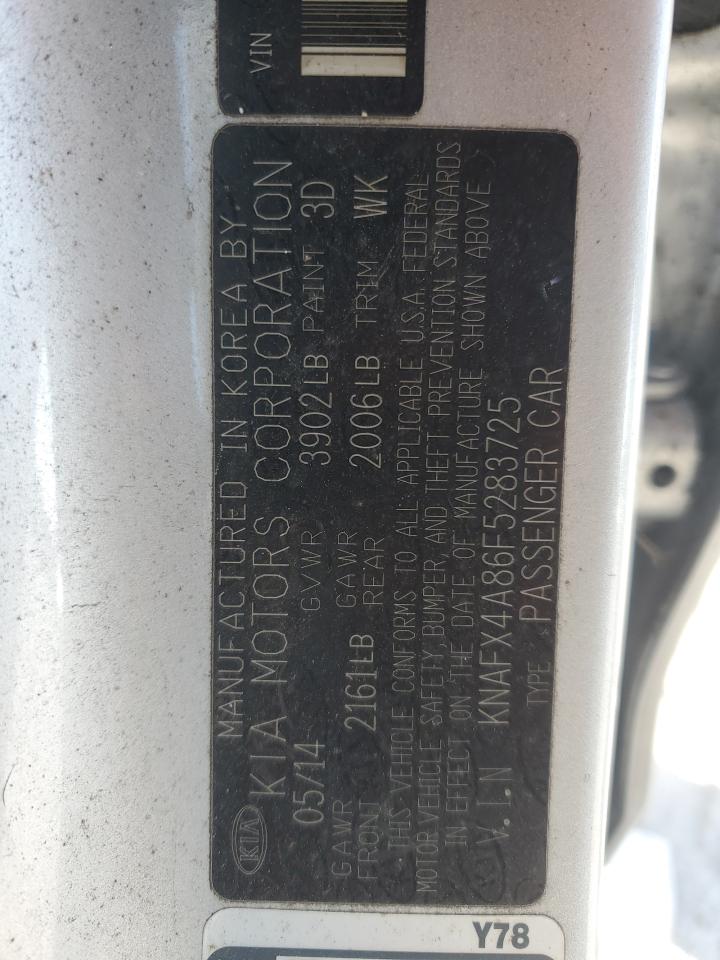 VIN
MANUFACTURED IN KOREA BY
KIA MOTORS CORPORATION
05/14 GVWR 3902LB PAINT 3D
GAWR FRONT 2161LB GAWR REAR 2006LB TRIM WK
THIS VEHICLE CONFORMS TO ALL APPLICABLE U.S.A. FEDERAL
MOTOR VEHICLE SAFETY, BUMPER, AND THEFT PREVENTION STANDARDS
IN EFFECT ON THE DATE OF MANUFACTURE SHOWN ABOVE
V.I.N KNAFX4A86F5283725
TYPE : PASSENGER CAR
KIA
Y78